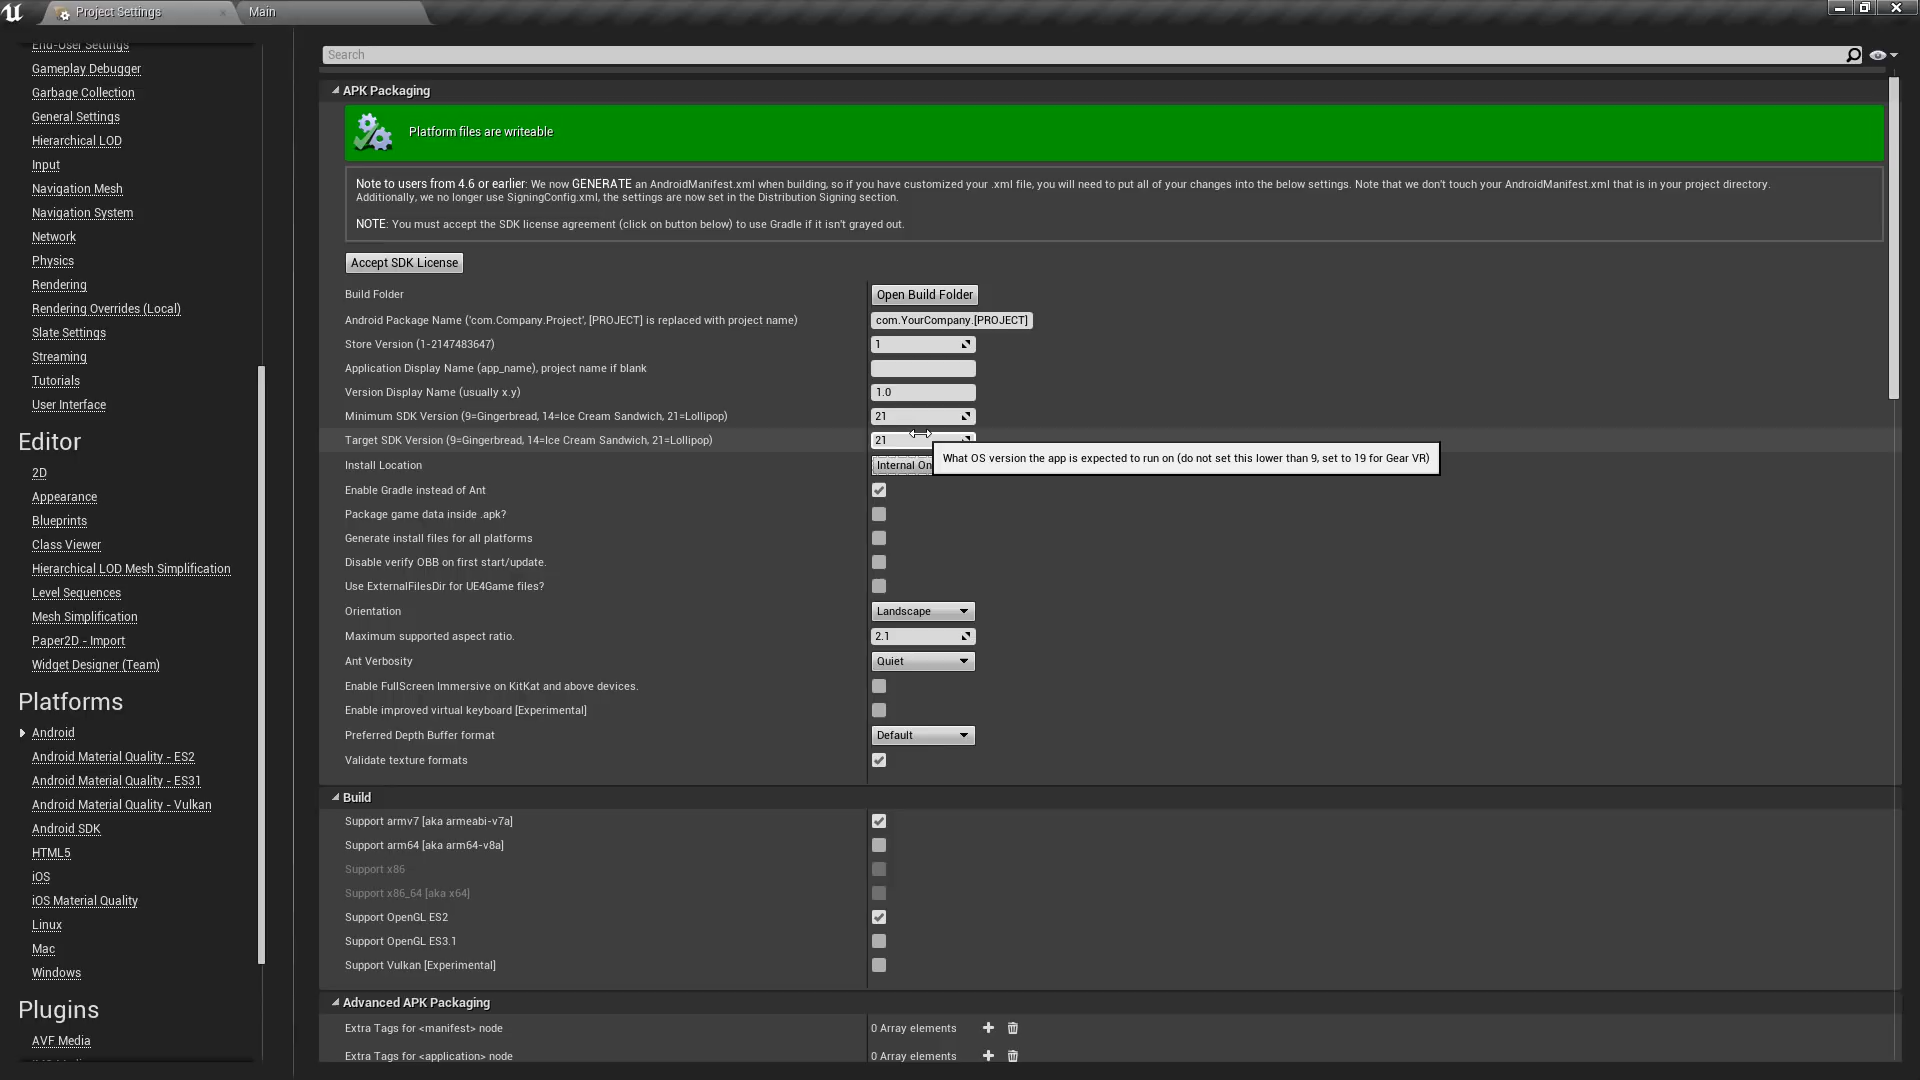 Project Settings
Main
End-User Settings
Gameplay Debugger
Garbage Collection
General Settings
Hierarchical LOD
Input
Navigation Mesh
Navigation System
Network
Physics
Rendering
Rendering Overrides (Local)
Slate Settings
Streaming
Tutorials
User Interface
Editor
2D
Appearance
Blueprints
Class Viewer
Hierarchical LOD Mesh Simplification
Level Sequences
Mesh Simplification
Paper2D - Import
Widget Designer (Team)
Platforms
Android
Android Material Quality - ES2
Android Material Quality - ES31
Android Material Quality - Vulkan
Android SDK
HTML5
iOS
iOS Material Quality
Linux
Mac
Windows
Plugins
AVF Media
Search
APK Packaging
Platform files are writeable
Note to users from 4.6 or earlier: We now GENERATE an AndroidManifest.xml when building, so if you have customized your .xml file, you will need to put all of your changes into the below settings. Note that we don't touch your AndroidManifest.xml that is in your project directory.
Additionally, we no longer use SigningConfig.xml, the settings are now set in the Distribution Signing section.
NOTE: You must accept the SDK license agreement (click on button below) to use Gradle if it isn't grayed out.
Accept SDK License
Build Folder Open Build Folder
Android Package Name ('com.Company.Project', [PROJECT] is replaced with project name) com.YourCompany.[PROJECT]
Store Version (1-2147483647) 1
Application Display Name (app_name), project name if blank
Version Display Name (usually x.y) 1.0
Minimum SDK Version (9=Gingerbread, 14=Ice Cream Sandwich, 21=Lollipop) 21
Target SDK Version (9=Gingerbread, 14=Ice Cream Sandwich, 21=Lollipop) 21
What OS version the app is expected to run on (do not set this lower than 9, set to 19 for Gear VR)
Install Location Internal On
Enable Gradle instead of Ant
Package game data inside .apk?
Generate install files for all platforms
Disable verify OBB on first start/update.
Use ExternalFilesDir for UE4Game files?
Orientation Landscape
Maximum supported aspect ratio. 2.1
Ant Verbosity Quiet
Enable FullScreen Immersive on KitKat and above devices.
Enable improved virtual keyboard [Experimental]
Preferred Depth Buffer format Default
Validate texture formats
Build
Support armv7 [aka armeabi-v7a]
Support arm64 [aka arm64-v8a]
Support x86
Support x86_64 [aka x64]
Support OpenGL ES2
Support OpenGL ES3.1
Support Vulkan [Experimental]
Advanced APK Packaging
Extra Tags for <manifest> node 0 Array elements
Extra Tags for <application> node 0 Array elements